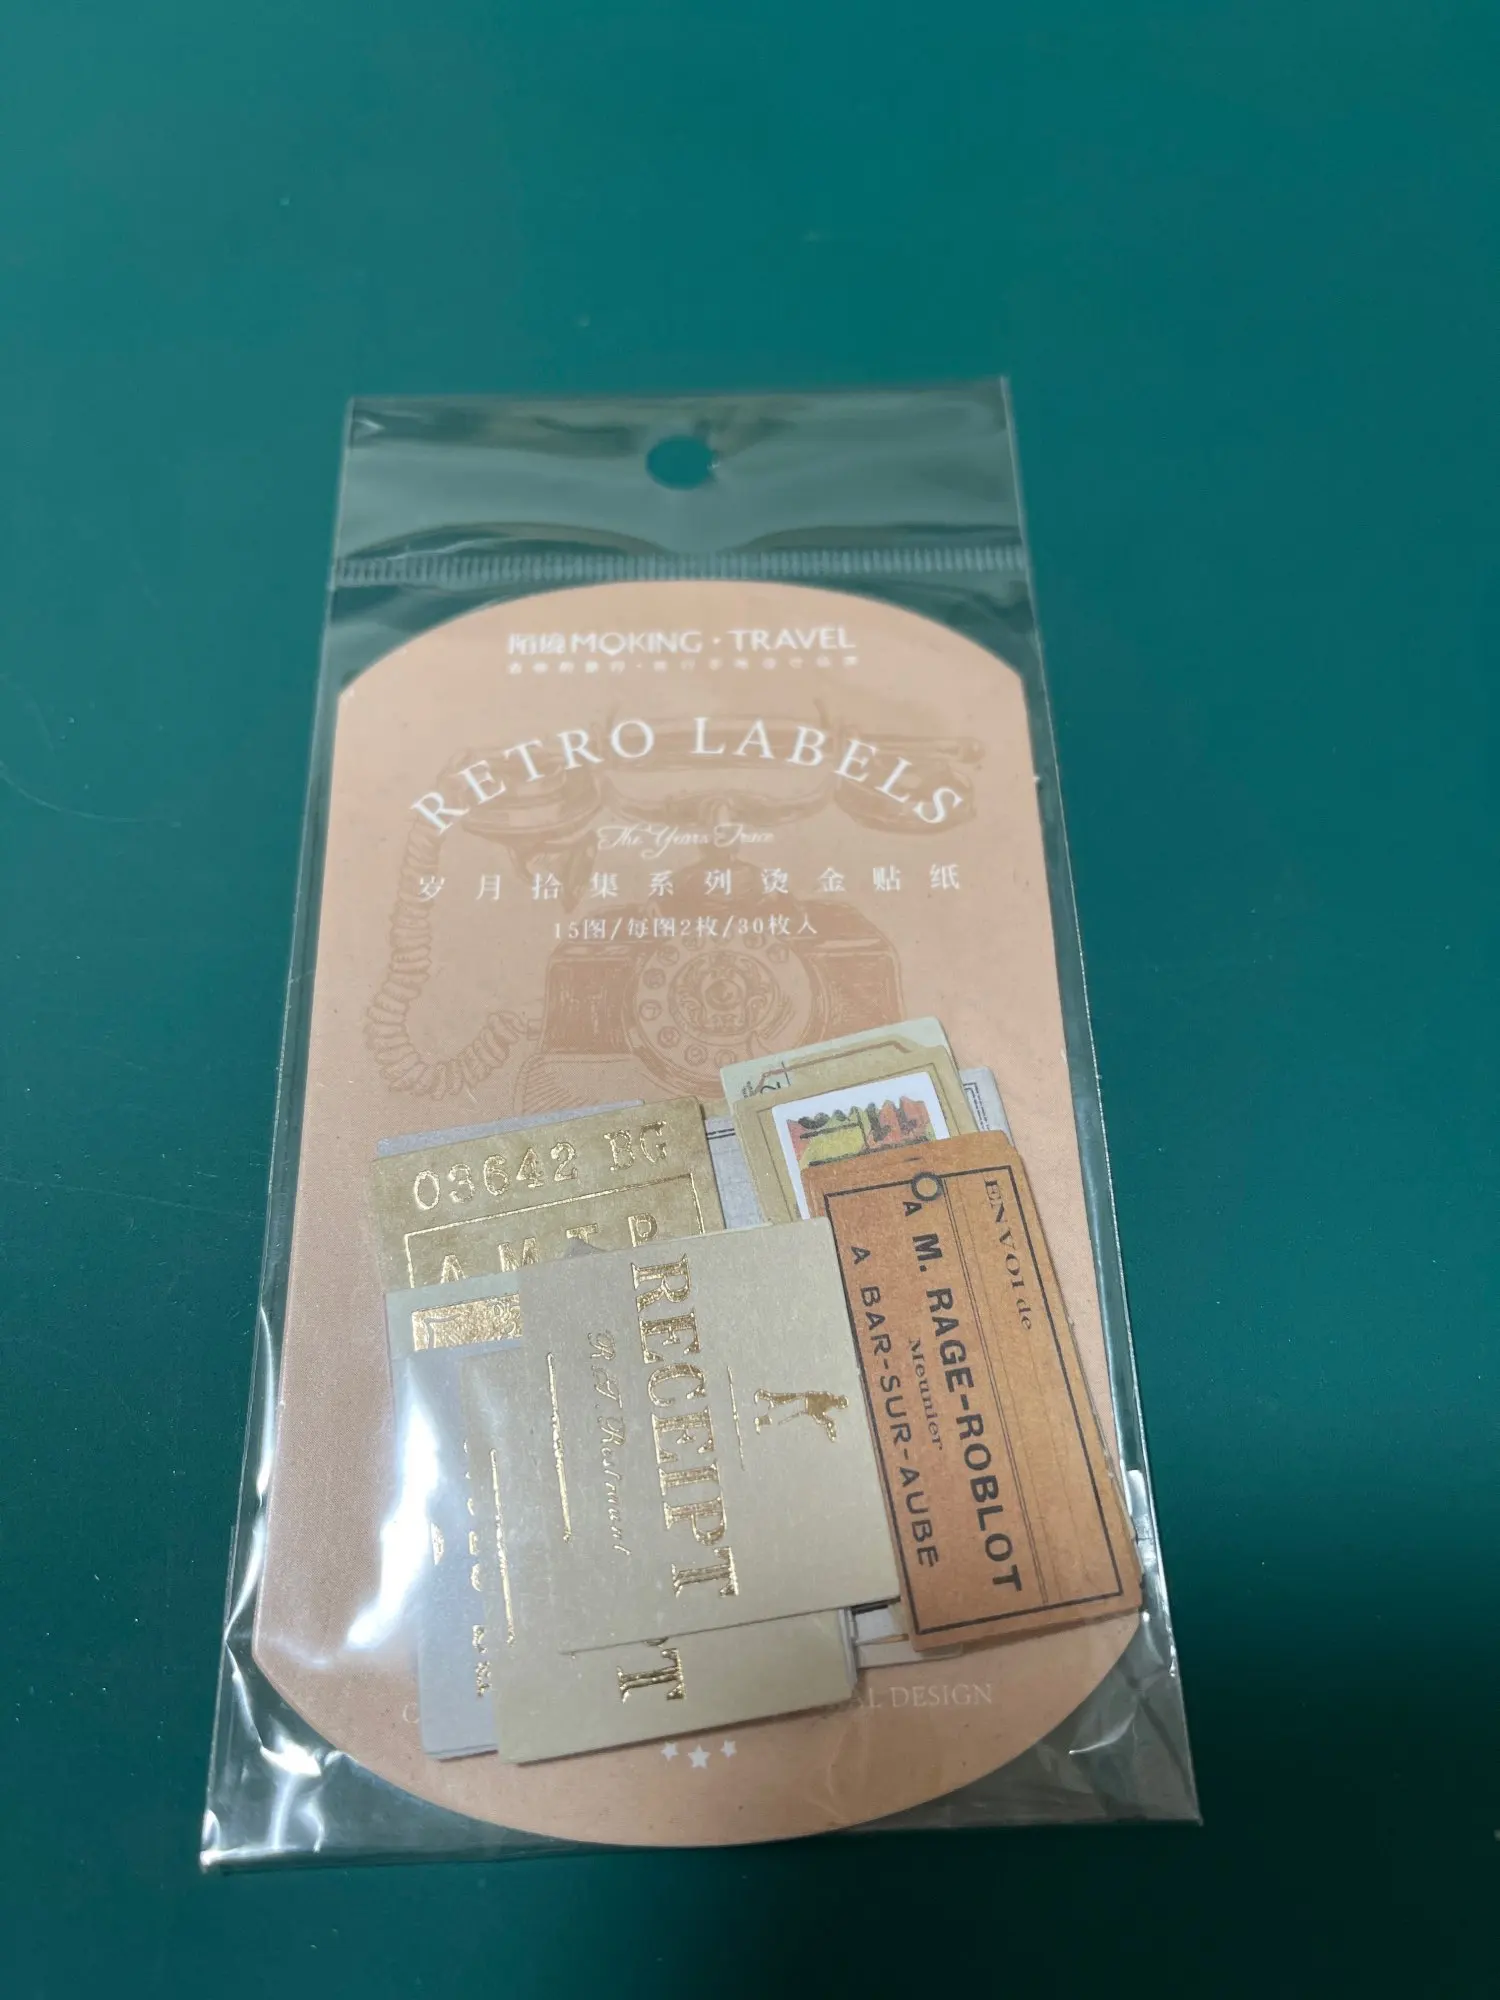 陌境MOKING·TRAVEL
RETRO LABELS
The Years Trace
岁月拾集系列烫金贴纸
15图/每图2枚/30枚入
03642 BG
RECEIPT
ENVOI de
A M. RAGE-ROBLOT
Meunier
A BAR-SUR-AUBE
DESIGN